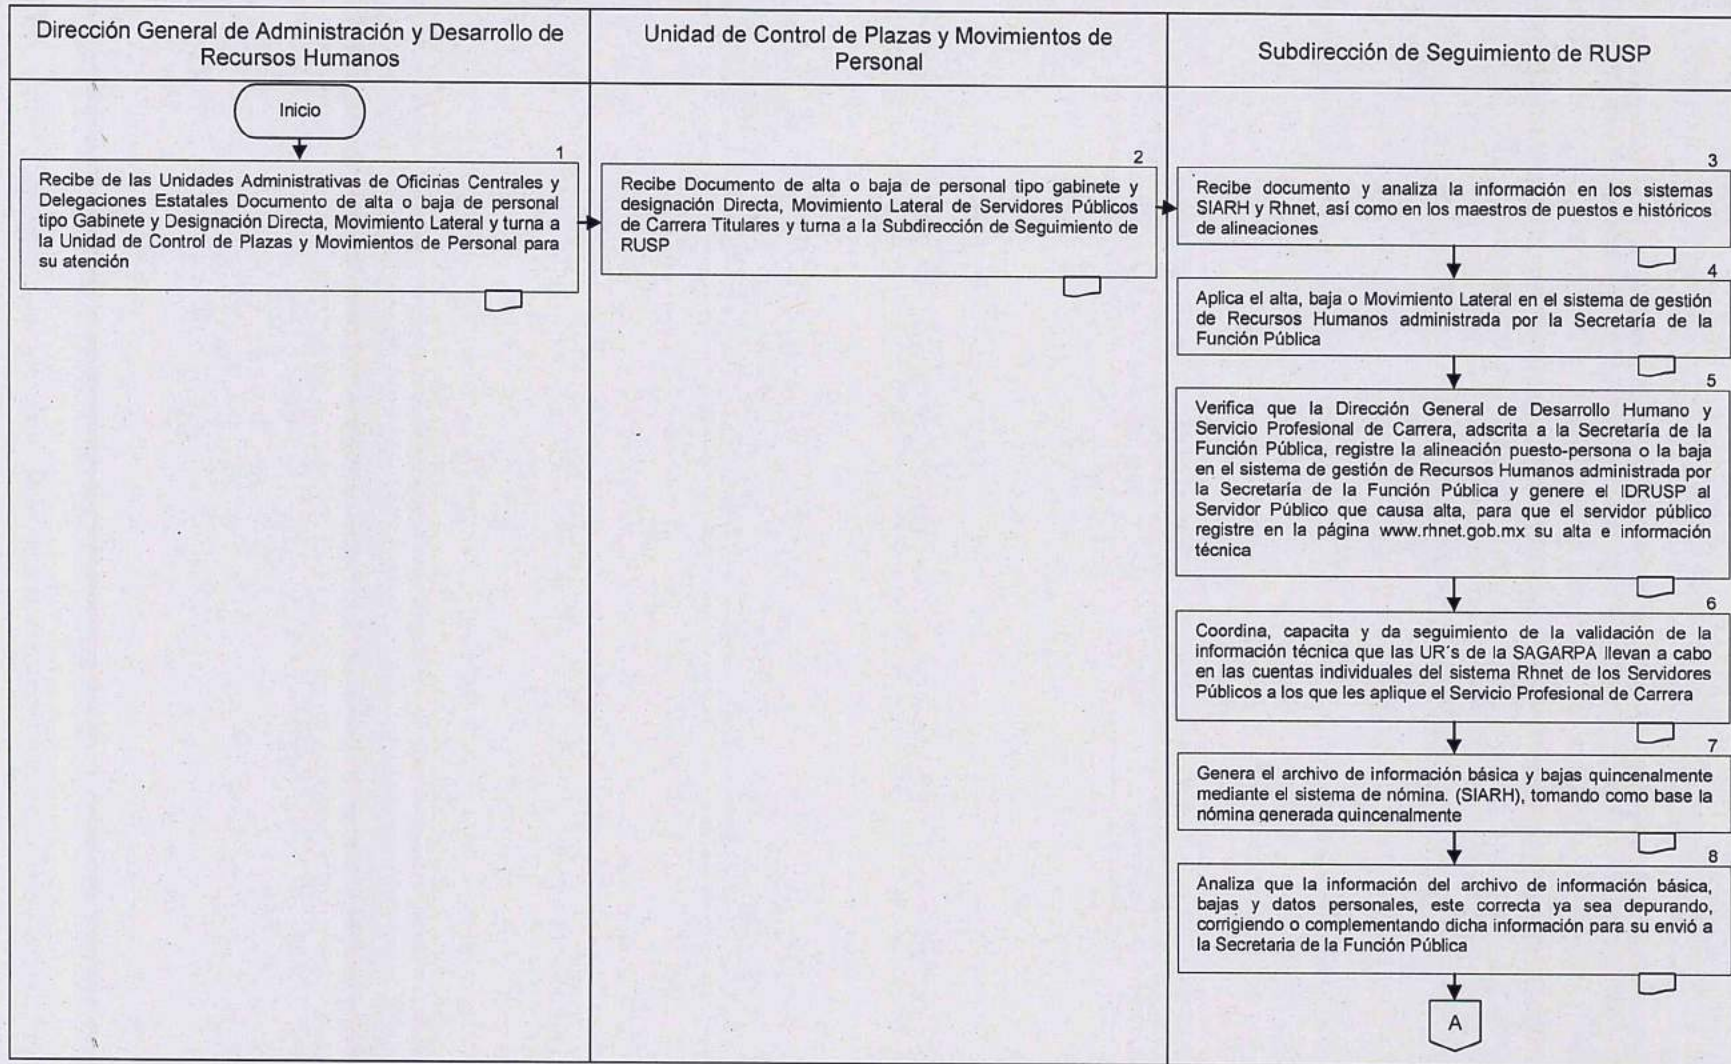 Dirección General de Administración y Desarrollo de
Recursos Humanos
Unidad de Control de Plazas y Movimientos de
Personal
Subdirección de Seguimiento de RUSP
Inicio
1
Recibe de las Unidades Administrativas de Oficinas Centrales y
Delegaciones Estatales Documento de alta o baja de personal
tipo Gabinete y Designación Directa, Movimiento Lateral y turna a
la Unidad de Control de Plazas y Movimientos de Personal para
su atención
2
Recibe Documento de alta o baja de personal tipo gabinete y
designación Directa, Movimiento Lateral de Servidores Públicos
de Carrera Titulares y turna a la Subdirección de Seguimiento de
RUSP
3
Recibe documento y analiza la información en los sistemas
SIARH y Rhnet, así como en los maestros de puestos e históricos
de alineaciones
4
Aplica el alta, baja o Movimiento Lateral en el sistema de gestión
de Recursos Humanos administrada por la Secretaría de la
Función Pública
5
Verifica que la Dirección General de Desarrollo Humano y
Servicio Profesional de Carrera, adscrita a la Secretaría de la
Función Pública, registre la alineación puesto-persona o la baja
en el sistema de gestión de Recursos Humanos administrada por
la Secretaría de la Función Pública y genere el IDRUSP al
Servidor Público que causa alta, para que el servidor público
registre en la página www.rhnet.gob.mx su alta e información
técnica
6
Coordina, capacita y da seguimiento de la validación de la
información técnica que las UR´s de la SAGARPA llevan a cabo
en las cuentas individuales del sistema Rhnet de los Servidores
Públicos a los que les aplique el Servicio Profesional de Carrera
7
Genera el archivo de información básica y bajas quincenalmente
mediante el sistema de nómina. (SIARH), tomando como base la
nómina generada quincenalmente
8
Analiza que la información del archivo de información básica,
bajas y datos personales, este correcta ya sea depurando,
corrigiendo o complementando dicha información para su envió a
la Secretaria de la Función Pública
A